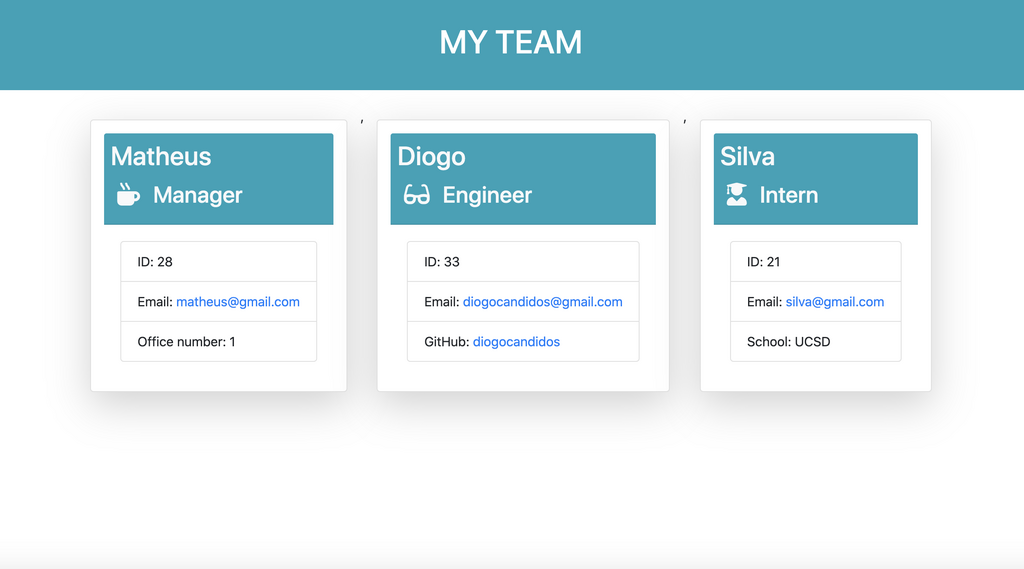 MY TEAM
Matheus
Manager
ID: 28
Email: matheus@gmail.com
Office number: 1
,
Diogo
Engineer
ID: 33
Email: diogocandidos@gmail.com
GitHub: diogocandidos
,
Silva
Intern
ID: 21
Email: silva@gmail.com
School: UCSD